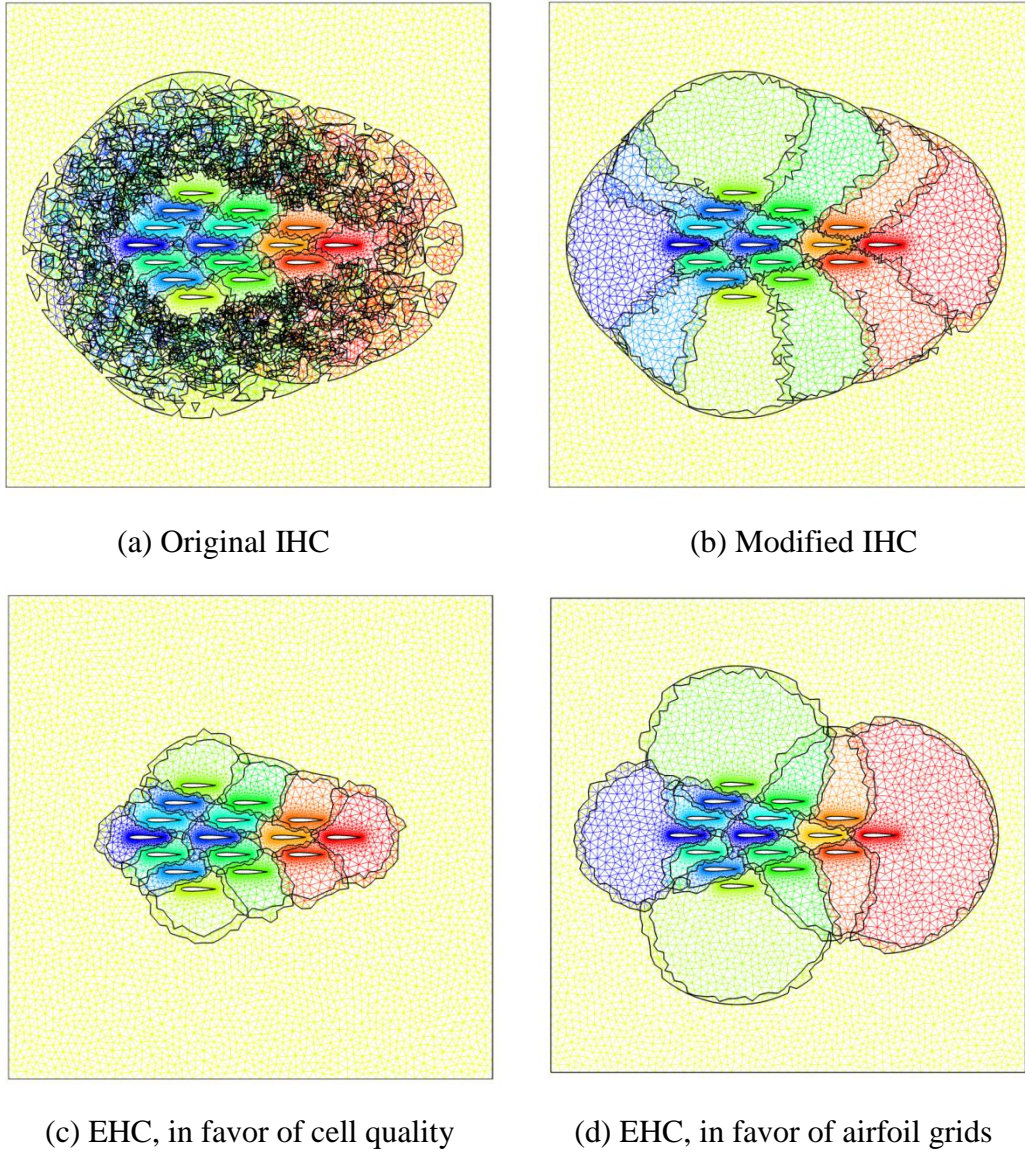 (a) Original IHC
(b) Modified IHC
(c) EHC, in favor of cell quality
(d) EHC, in favor of airfoil grids